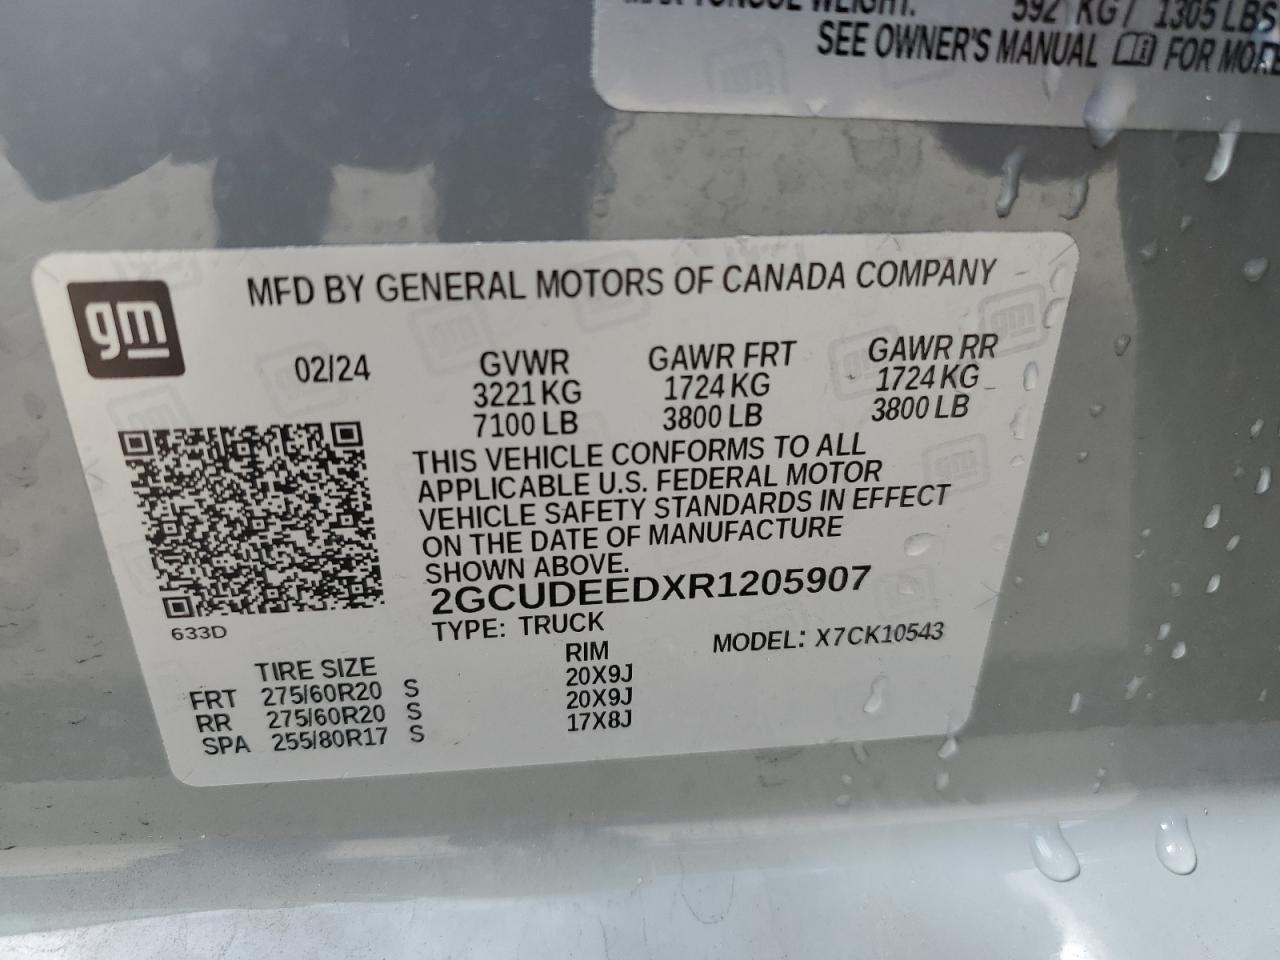 592 KG / 1305 LBS
SEE OWNER'S MANUAL FOR MORE
gm
MFD BY GENERAL MOTORS OF CANADA COMPANY
02/24 GVWR GAWR FRT GAWR RR
3221 KG 1724 KG 1724 KG
7100 LB 3800 LB 3800 LB
THIS VEHICLE CONFORMS TO ALL
APPLICABLE U.S. FEDERAL MOTOR
VEHICLE SAFETY STANDARDS IN EFFECT
ON THE DATE OF MANUFACTURE
SHOWN ABOVE.
2GCUDEEDXR1205907
633D
TYPE: TRUCK MODEL: X7CK10543
TIRE SIZE RIM
FRT 275/60R20 S 20X9J
RR 275/60R20 S 20X9J
SPA 255/80R17 S 17X8J